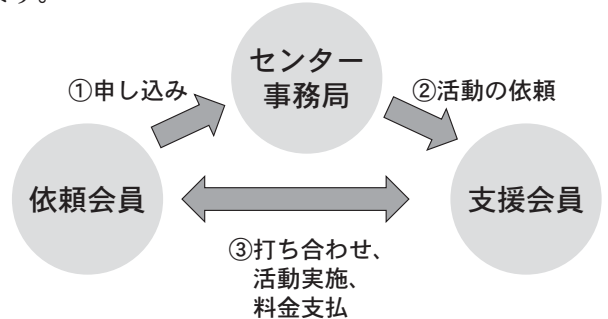 です。
センター
事務局
①申し込み
②活動の依頼
依頼会員
支援会員
③打ち合わせ、
活動実施、
料金支払